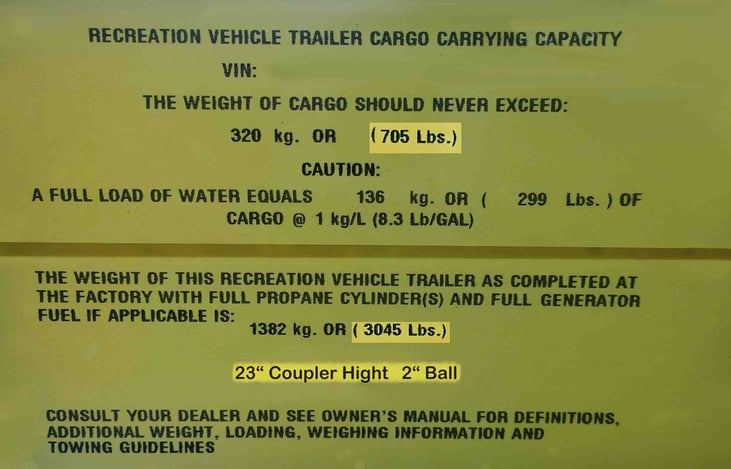 RECREATION VEHICLE TRAILER CARGO CARRYING CAPACITY
VIN:
THE WEIGHT OF CARGO SHOULD NEVER EXCEED:
320 kg. OR (705 Lbs.)
CAUTION:
A FULL LOAD OF WATER EQUALS 136 kg. OR ( 299 Lbs. ) OF
CARGO @ 1 kg/L (8.3 Lb/GAL)
THE WEIGHT OF THIS RECREATION VEHICLE TRAILER AS COMPLETED AT
THE FACTORY WITH FULL PROPANE CYLINDER(S) AND FULL GENERATOR
FUEL IF APPLICABLE IS:
1382 kg. OR ( 3045 Lbs.)
23“ Coupler Hight 2“ Ball
CONSULT YOUR DEALER AND SEE OWNER'S MANUAL FOR DEFINITIONS,
ADDITIONAL WEIGHT, LOADING, WEIGHING INFORMATION AND
TOWING GUIDELINES